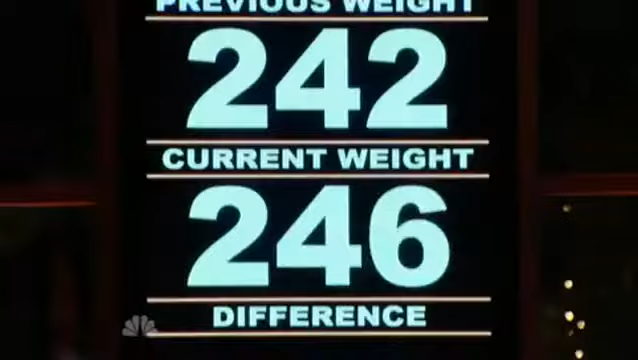 PREVIOUS WEIGHT
242
CURRENT WEIGHT
246
DIFFERENCE